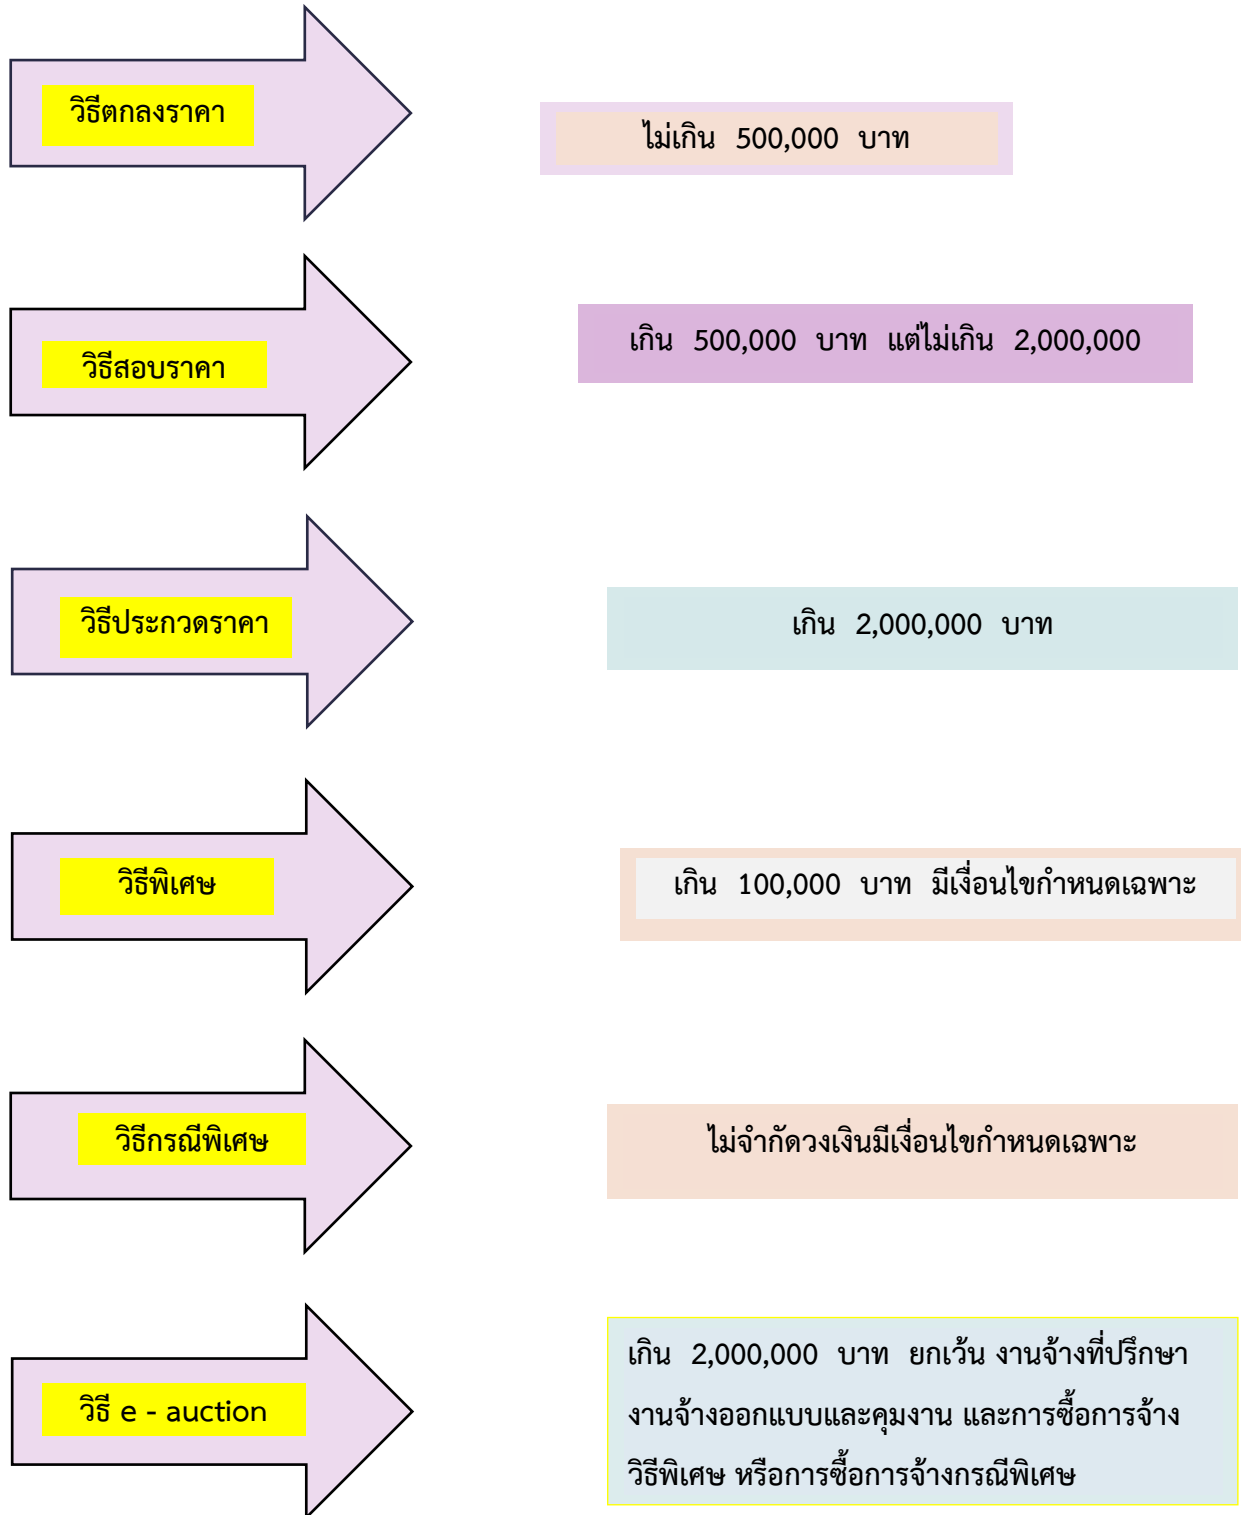 วิธีตกลงราคา
ไม่เกิน 500,000 บาท
วิธีสอบราคา
เกิน 500,000 บาท แต่ไม่เกิน 2,000,000
วิธีประกวดราคา
เกิน 2,000,000 บาท
วิธีพิเศษ
เกิน 100,000 บาท มีเงื่อนไขกำหนดเฉพาะ
วิธีกรณีพิเศษ
ไม่จำกัดวงเงินมีเงื่อนไขกำหนดเฉพาะ
วิธี e - auction
เกิน 2,000,000 บาท ยกเว้น งานจ้างที่ปรึกษา
งานจ้างออกแบบและคุมงาน และการซื้อการจ้าง
วิธีพิเศษ หรือการซื้อการจ้างกรณีพิเศษ